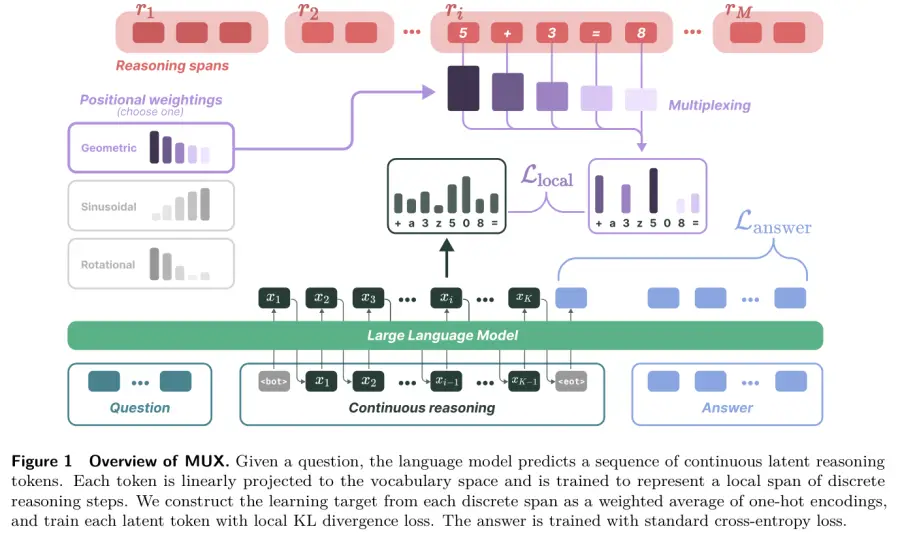 r₁ r₂ rᵢ r_M
••• 5 + 3 = 8 •••
Reasoning spans
Positional weightings
(choose one)
Multiplexing
Geometric
Sinusoidal
Rotational
ℒlocal
+ a 3 z 5 0 8 =
+ a 3 z 5 0 8 =
ℒanswer
x₁ x₂ x₃ ••• xᵢ ••• x_K •••
Large Language Model
••• <bot> x₁ x₂ ••• xᵢ₋₁ ••• x_K₋₁ <eot> •••
Question
Continuous reasoning
Answer
Figure 1 Overview of MUX. Given a question, the language model predicts a sequence of continuous latent reasoning
tokens. Each token is linearly projected to the vocabulary space and is trained to represent a local span of discrete
reasoning steps. We construct the learning target from each discrete span as a weighted average of one-hot encodings,
and train each latent token with local KL divergence loss. The answer is trained with standard cross-entropy loss.